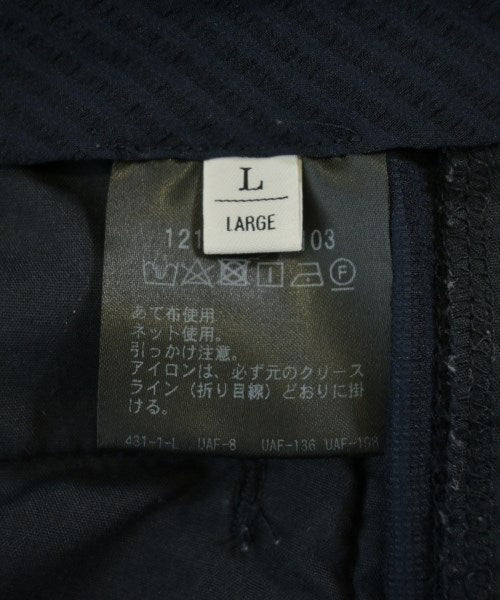 L
LARGE
121 03
あて布使用。
ネット使用。
引っかけ注意。
アイロンは、必ず元のクリース
ライン（折り目線）どおりに掛
ける。
431-1-L UAF-8 UAF-136 UAF-198